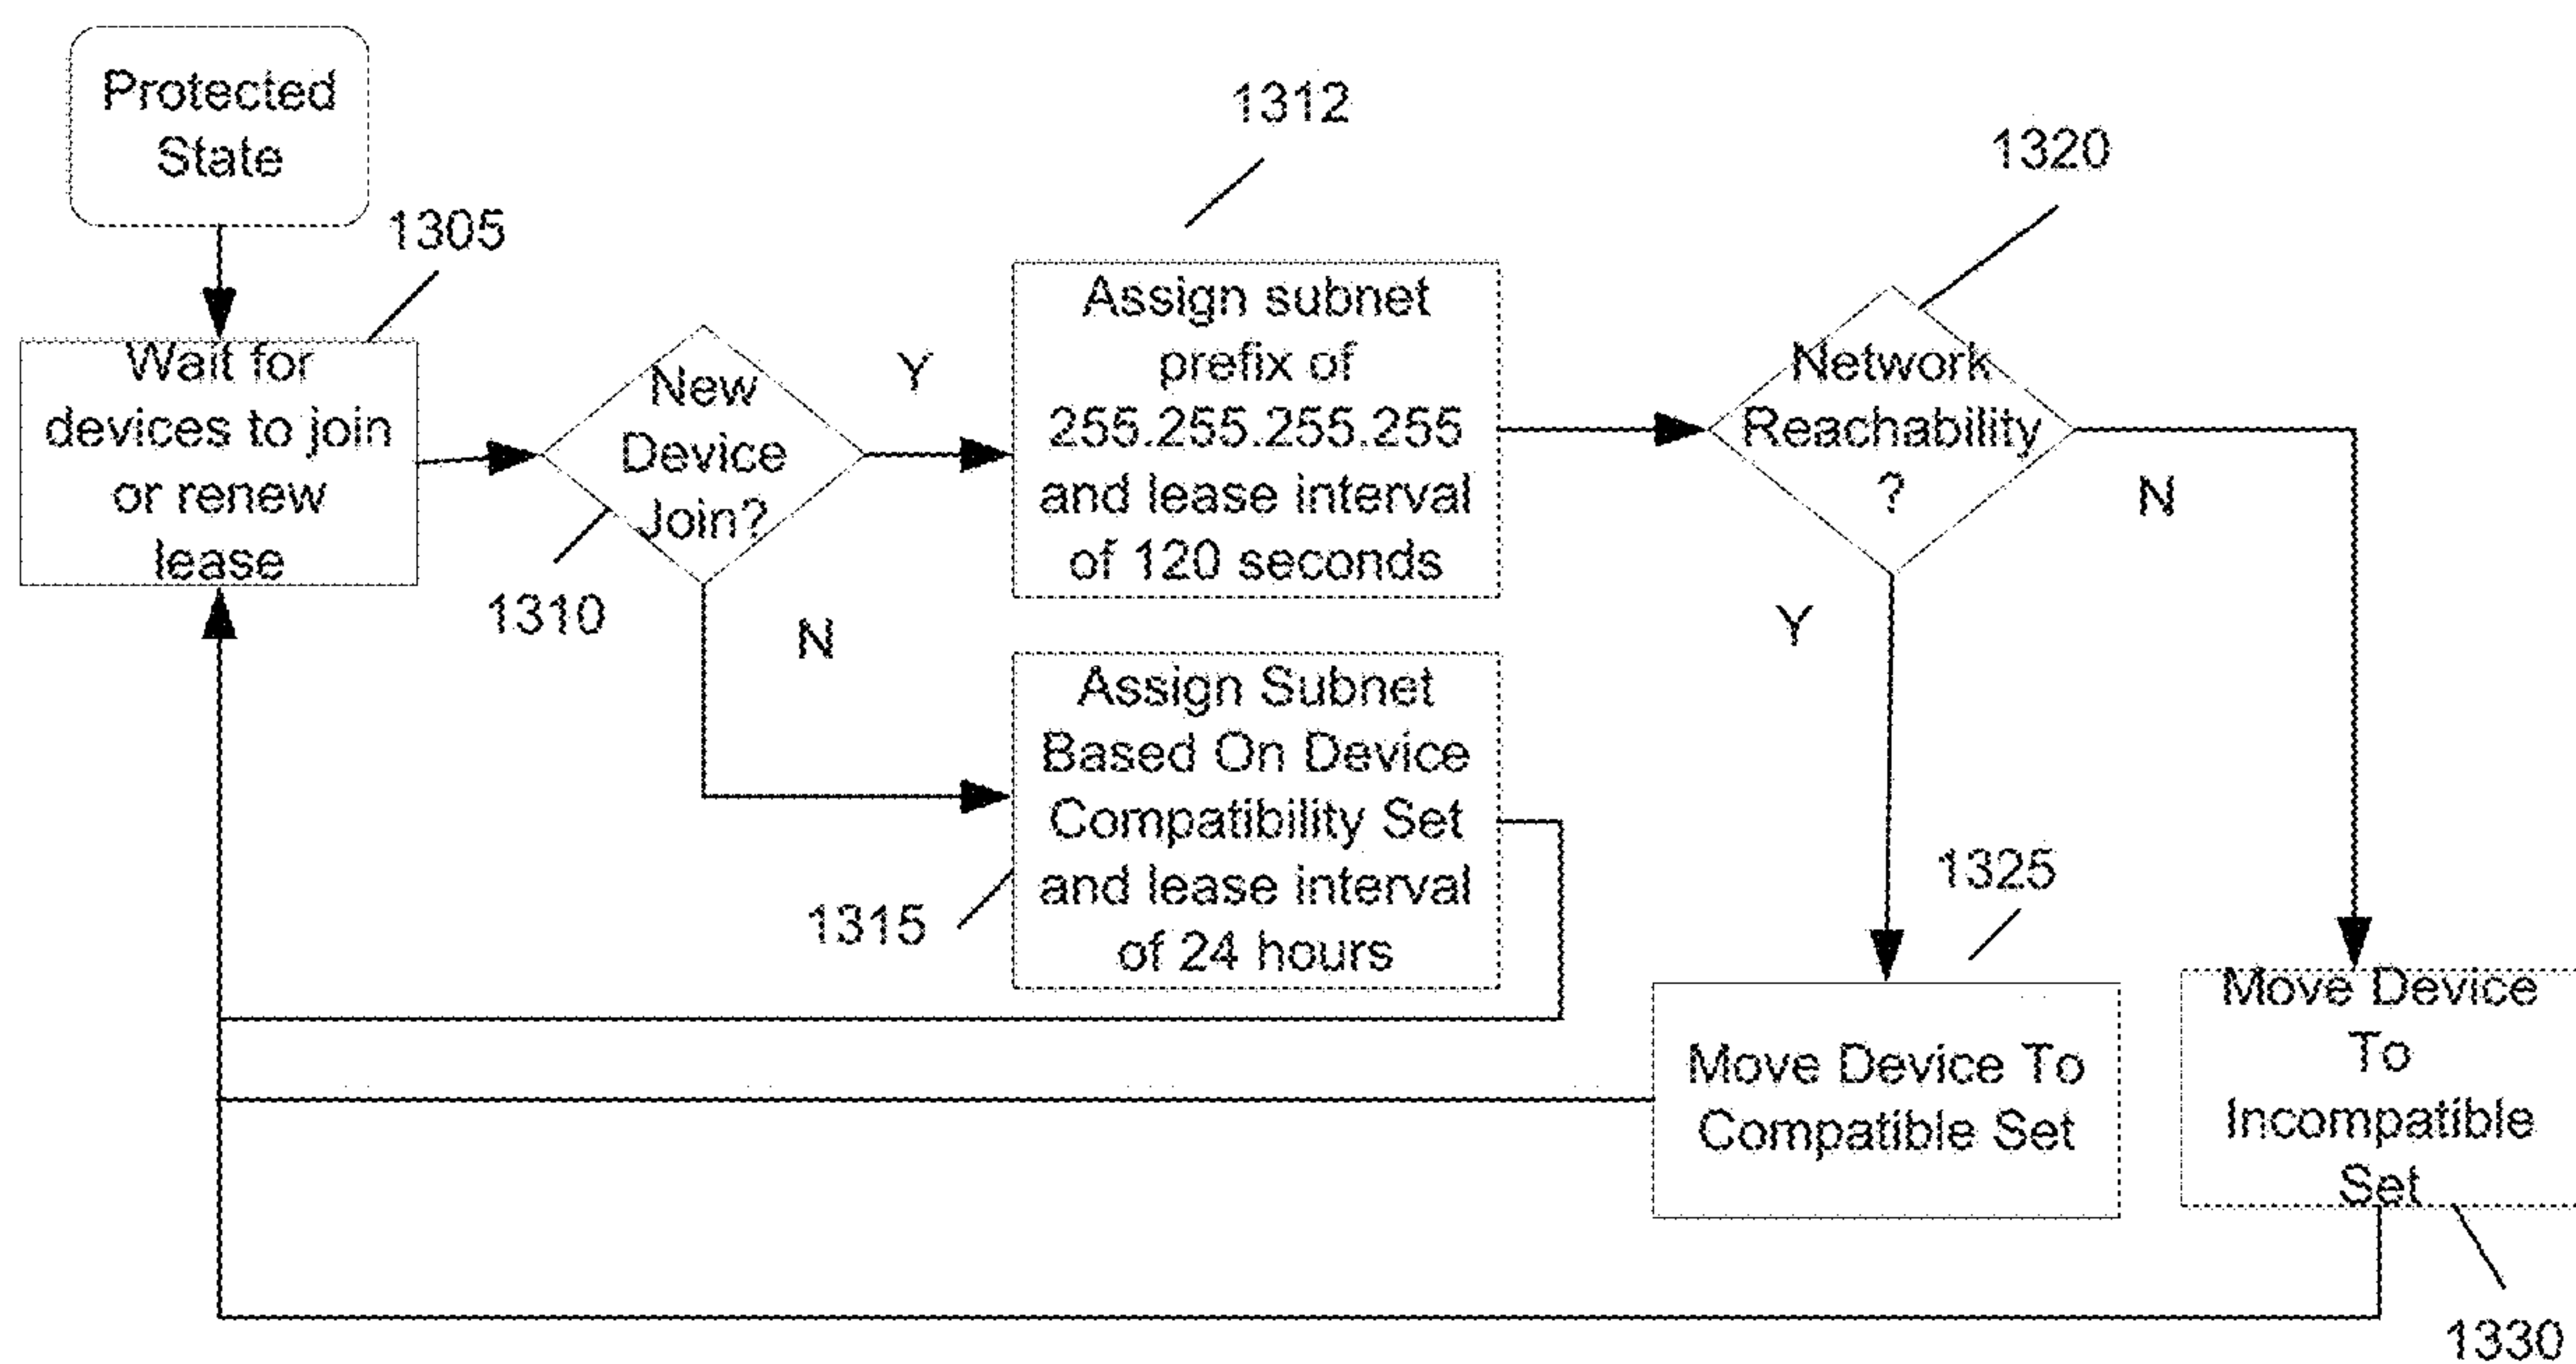 Protected
State
1305
Wait for
devices to join
or renew
lease
New
Device
Join?
1310
Y
N
1312
Assign subnet
prefix of
255.255.255.255
and lease interval
of 120 seconds
Assign Subnet
Based On Device
Compatibility Set
and lease interval
of 24 hours
1315
1320
Network
Reachability
?
Y
N
1325
Move Device To
Compatible Set
Move Device
To
Incompatible
Set
1330